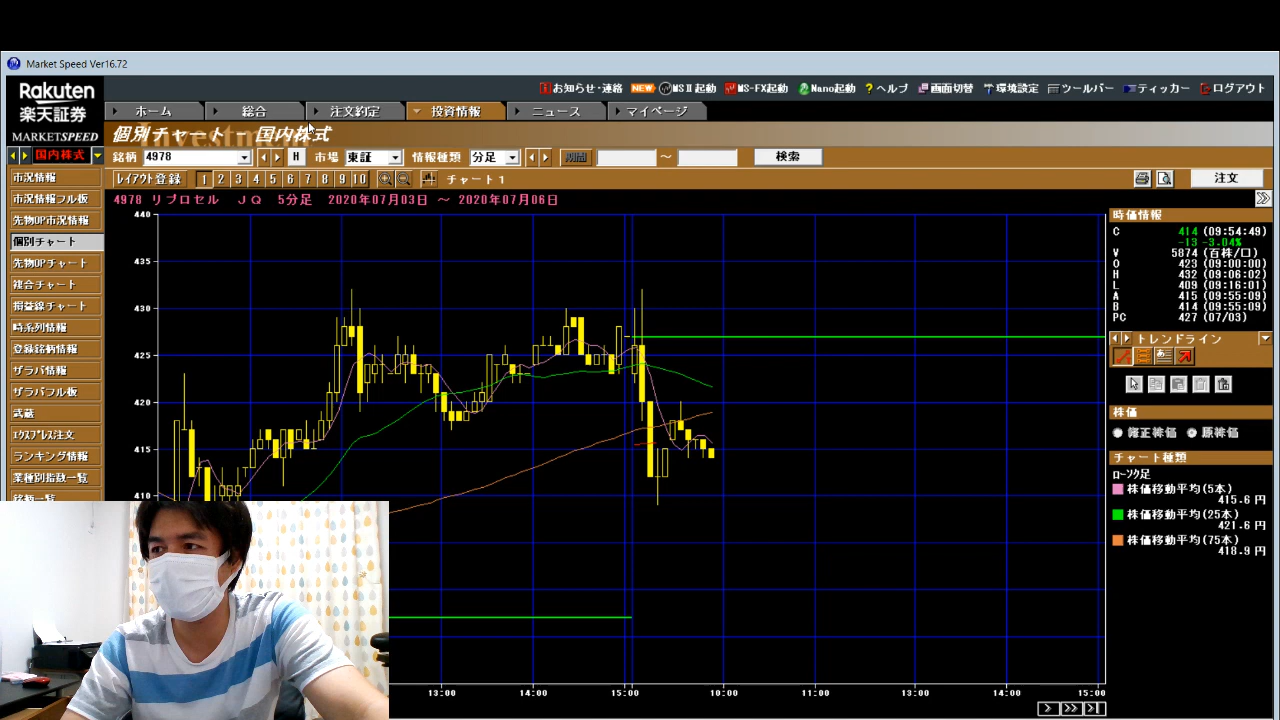 Market Speed Ver16.72
Rakuten
楽天証券
MARKETSPEED
お知らせ・連絡 NEW MSⅡ起動 MS-FX起動 Nano起動 ? ヘルプ 画面切替 環境設定 ツールバー ティッカー ログアウト
ホーム 総合 注文約定 投資情報 ニュース マイページ
個別チャート - 国内株式
国内株式
銘柄 4978 H 市場 東証 情報種類 分足 期間 ~ 検索
レイアウト登録 1 2 3 4 5 6 7 8 9 10 チャート1 注文
4978 リプロセル JQ 5分足 2020年07月03日 ~ 2020年07月06日
市況情報
市況情報フル板
先物OP市況情報
個別チャート
先物OPチャート
複合チャート
損益線チャート
時系列情報
登録銘柄情報
ザラバ情報
ザラバフル板
武蔵
エクスプレス注文
ランキング情報
業種別指数一覧
銘柄一覧
440
435
430
425
420
415
410
13:00 14:00 15:00 10:00 11:00 13:00 14:00 15:00
時価情報
C 414 (09:54:49)
-13 -3.04%
V 5874 (百株/口)
O 423 (09:00:00)
H 432 (09:06:02)
L 409 (09:16:01)
A 415 (09:55:09)
B 414 (09:55:09)
PC 427 (07/03)
トレンドライン
株価
修正株価 原株価
チャート種類
ローソク足
株価移動平均(5本)
415.6 円
株価移動平均(25本)
421.6 円
株価移動平均(75本)
418.9 円